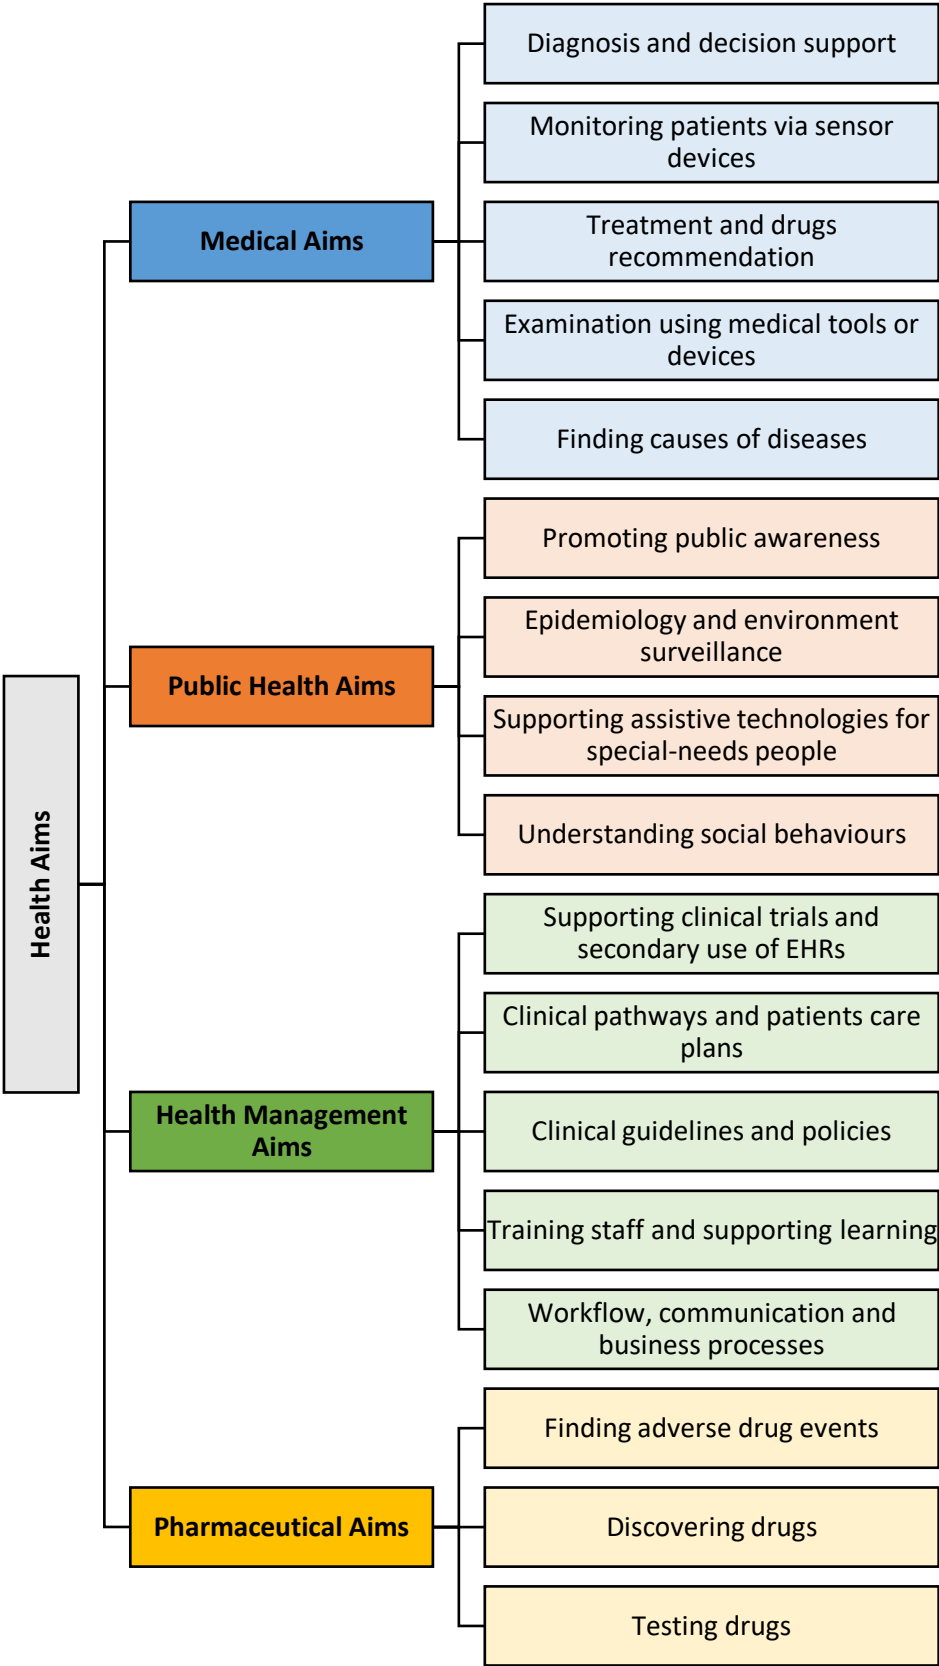 Health Aims
Medical Aims
Diagnosis and decision support
Monitoring patients via sensor
devices
Treatment and drugs
recommendation
Examination using medical tools or
devices
Finding causes of diseases
Public Health Aims
Promoting public awareness
Epidemiology and environment
surveillance
Supporting assistive technologies for
special-needs people
Understanding social behaviours
Health Management
Aims
Supporting clinical trials and
secondary use of EHRs
Clinical pathways and patients care
plans
Clinical guidelines and policies
Training staff and supporting learning
Workflow, communication and
business processes
Pharmaceutical Aims
Finding adverse drug events
Discovering drugs
Testing drugs